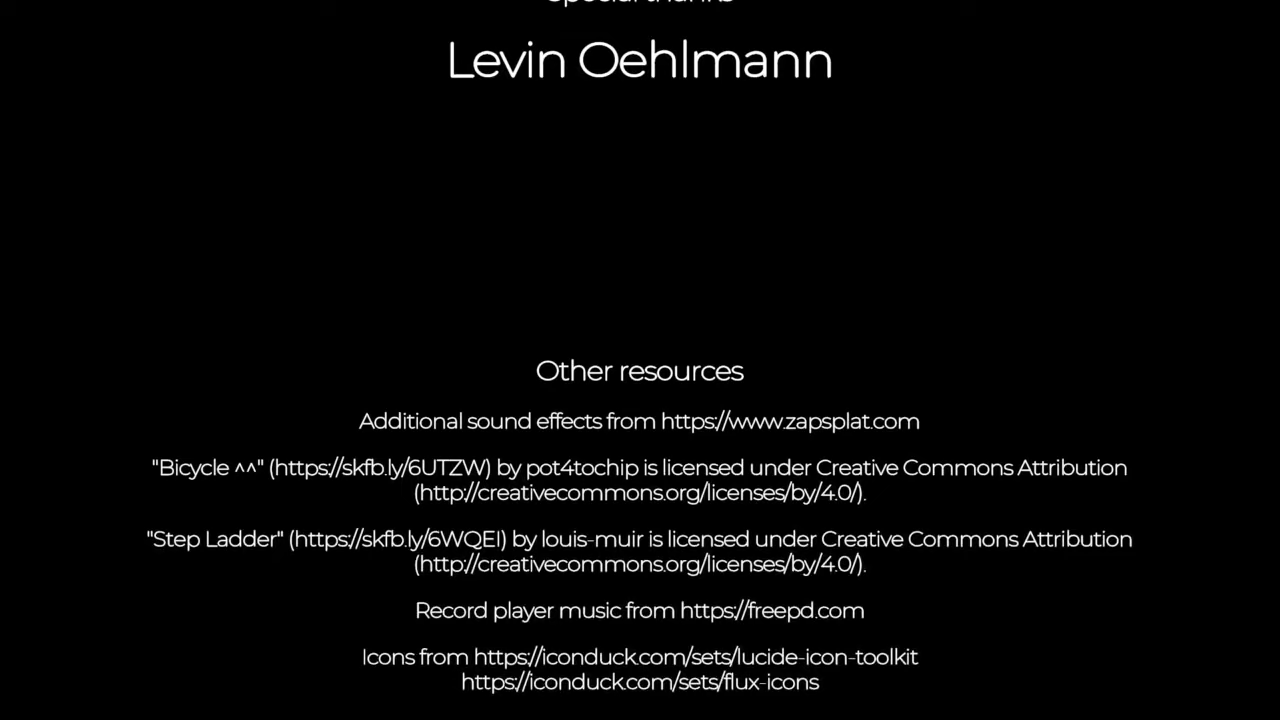 Special thanks
Levin Oehlmann
Other resources
Additional sound effects from https://www.zapsplat.com
"Bicycle ^^" (https://skfb.ly/6UTZW) by pot4tochip is licensed under Creative Commons Attribution
(http://creativecommons.org/licenses/by/4.0/).
"Step Ladder" (https://skfb.ly/6WQEI) by louis-muir is licensed under Creative Commons Attribution
(http://creativecommons.org/licenses/by/4.0/).
Record player music from https://freepd.com
Icons from https://iconduck.com/sets/lucide-icon-toolkit
https://iconduck.com/sets/flux-icons